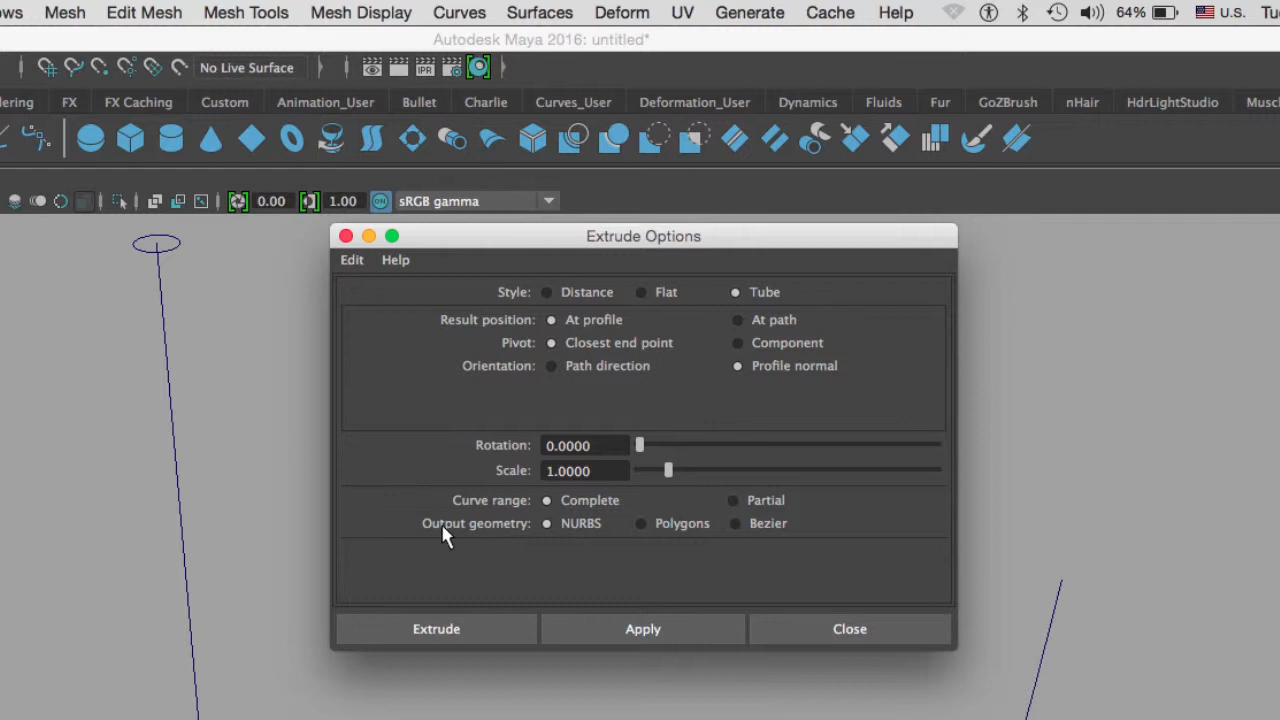 Mesh Edit Mesh Mesh Tools Mesh Display Curves Surfaces Deform UV Generate Cache Help 64% U.S.
Autodesk Maya 2016: untitled*
No Live Surface IPR
FX FX Caching Custom Animation_User Bullet Charlie Curves_User Deformation_User Dynamics Fluids Fur GoZBrush nHair HdrLightStudio
0.00 1.00 ON sRGB gamma
Extrude Options
Edit Help
Style: Distance Flat Tube
Result position: At profile At path
Pivot: Closest end point Component
Orientation: Path direction Profile normal
Rotation: 0.0000
Scale: 1.0000
Curve range: Complete Partial
Output geometry: NURBS Polygons Bezier
Extrude Apply Close